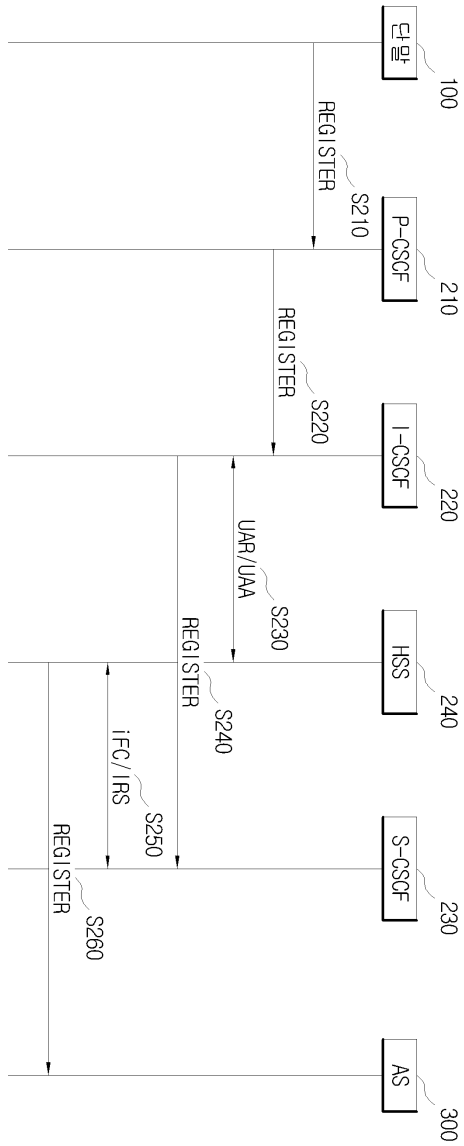 100
210
220
240
230
300
단말
P-CSCF
I-CSCF
HSS
S-CSCF
AS
S210
REGISTER
S220
REGISTER
S230
UAR/UAA
S240
REGISTER
S250
iFC/IRS
S260
REGISTER